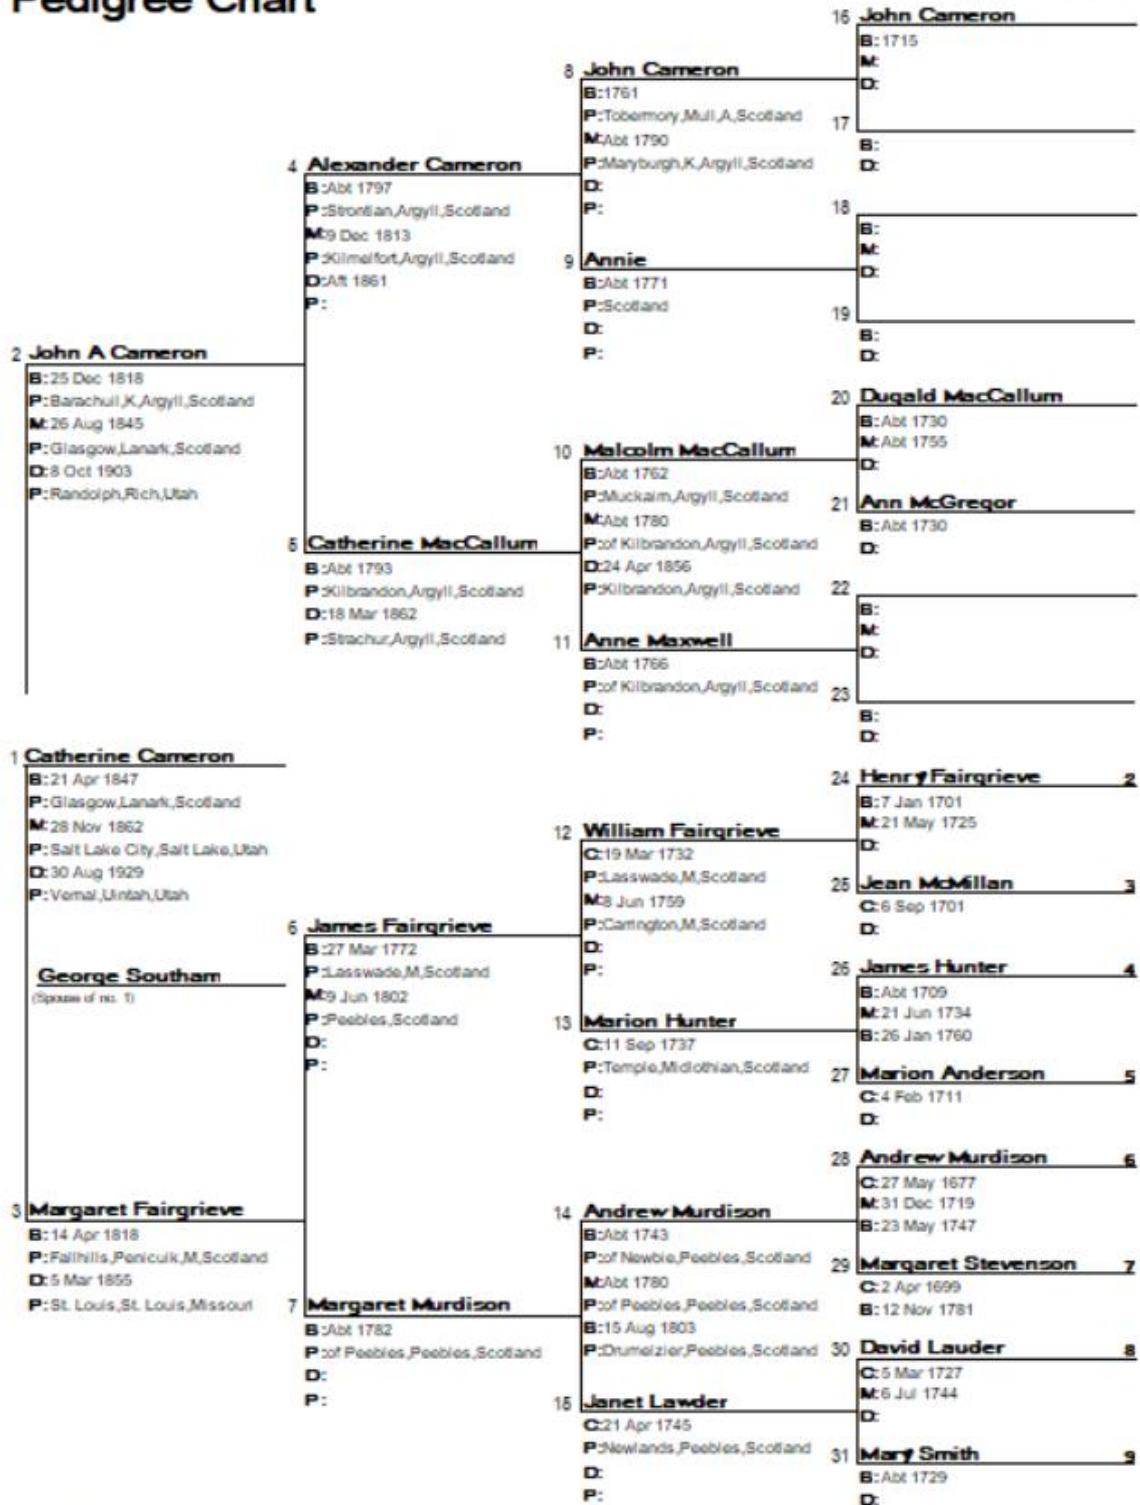 Pedigree Chart
16 John Cameron
B: 1715
M:
D:
8 John Cameron
B:1761
P:Tobermory,Mull,A,Scotland
M:Abt 1790
P:Maryburgh,K,Argyll,Scotland
D:
P:
17
B:
D:
4 Alexander Cameron
B:Abt 1797
P:Strontian,Argyll,Scotland
M:9 Dec 1813
P:Kilmelfort,Argyll,Scotland
D:Aft 1861
P:
18
B:
M:
D:
9 Annie
B:Abt 1771
P:Scotland
D:
P:
19
B:
D:
2 John A Cameron
B:25 Dec 1818
P:Barachuil,K,Argyll,Scotland
M:26 Aug 1845
P:Glasgow,Lanark,Scotland
D:8 Oct 1903
P:Randolph,Rich,Utah
20 Dugald MacCallum
B:Abt 1730
M:Abt 1755
D:
10 Malcolm MacCallum
B:Abt 1762
P:Muckairn,Argyll,Scotland
M:Abt 1780
P:of Kilbrandon,Argyll,Scotland
D:24 Apr 1856
P:Kilbrandon,Argyll,Scotland
21 Ann McGregor
B:Abt 1730
D:
5 Catherine MacCallum
B:Abt 1793
P:Kilbrandon,Argyll,Scotland
D:18 Mar 1862
P:Strachur,Argyll,Scotland
22
B:
M:
D:
11 Anne Maxwell
B:Abt 1766
P:of Kilbrandon,Argyll,Scotland
D:
P:
23
B:
D:
1 Catherine Cameron
B:21 Apr 1847
P:Glasgow,Lanark,Scotland
M:28 Nov 1862
P:Salt Lake City,Salt Lake,Utah
D:30 Aug 1929
P:Vernal,Uintah,Utah
24 Henry Fairgrieve 2
B:7 Jan 1701
M:21 May 1725
D:
12 William Fairgrieve
C:19 Mar 1732
P:Lasswade,M,Scotland
M:8 Jun 1759
P:Carrington,M,Scotland
D:
P:
25 Jean McMillan 3
C:6 Sep 1701
D:
6 James Fairgrieve
B:27 Mar 1772
P:Lasswade,M,Scotland
M:9 Jun 1802
P:Peebles,Scotland
D:
P:
George Southam
(Spouse of no. 1)
26 James Hunter 4
B:Abt 1709
M:21 Jun 1734
B:26 Jan 1760
13 Marion Hunter
C:11 Sep 1737
P:Temple,Midlothian,Scotland
D:
P:
27 Marion Anderson 5
C:4 Feb 1711
D:
28 Andrew Murdison 6
C:27 May 1677
M:31 Dec 1719
B:23 May 1747
3 Margaret Fairgrieve
B:14 Apr 1818
P:Fallhills,Penicuik,M,Scotland
D:5 Mar 1855
P:St. Louis,St. Louis,Missouri
14 Andrew Murdison
B:Abt 1743
P:of Newbie,Peebles,Scotland
M:Abt 1780
P:of Peebles,Peebles,Scotland
B:15 Aug 1803
P:Drumelzier,Peebles,Scotland
29 Margaret Stevenson 7
C:2 Apr 1699
B:12 Nov 1781
7 Margaret Murdison
B:Abt 1782
P:of Peebles,Peebles,Scotland
D:
P:
30 David Lauder 8
C:5 Mar 1727
M:6 Jul 1744
D:
15 Janet Lawder
C:21 Apr 1745
P:Newlands,Peebles,Scotland
D:
P:
31 Mary Smith 9
B:Abt 1729
D: